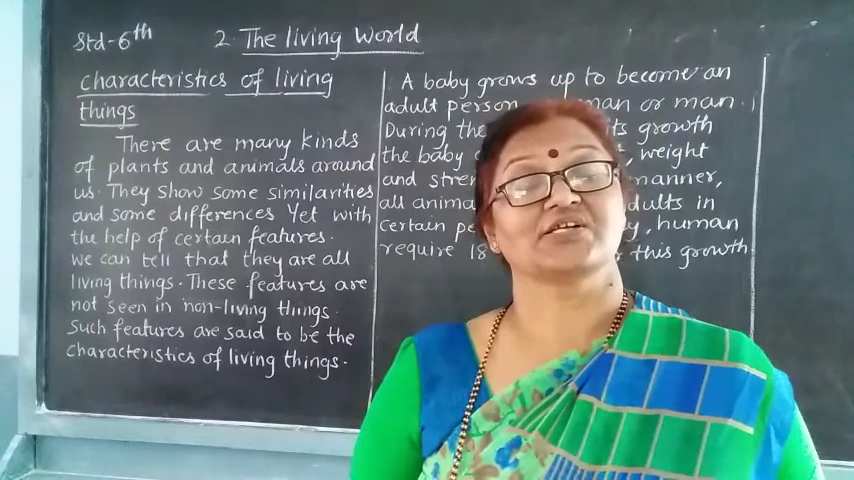 Std-6th
2. The living World
characteristics of living
things
There are many kinds
of plants and animals around
us. They show some similarities
and some differences Yet with
the help of certain features.
we can tell that they are all
living things. These features are
not seen in non-living things.
Such features are said to be the
characteristics of living things.
A baby grows up to become an
adult person man or man.
During the growth
the baby weight
and manner,
all
certain human
require 18 this growth